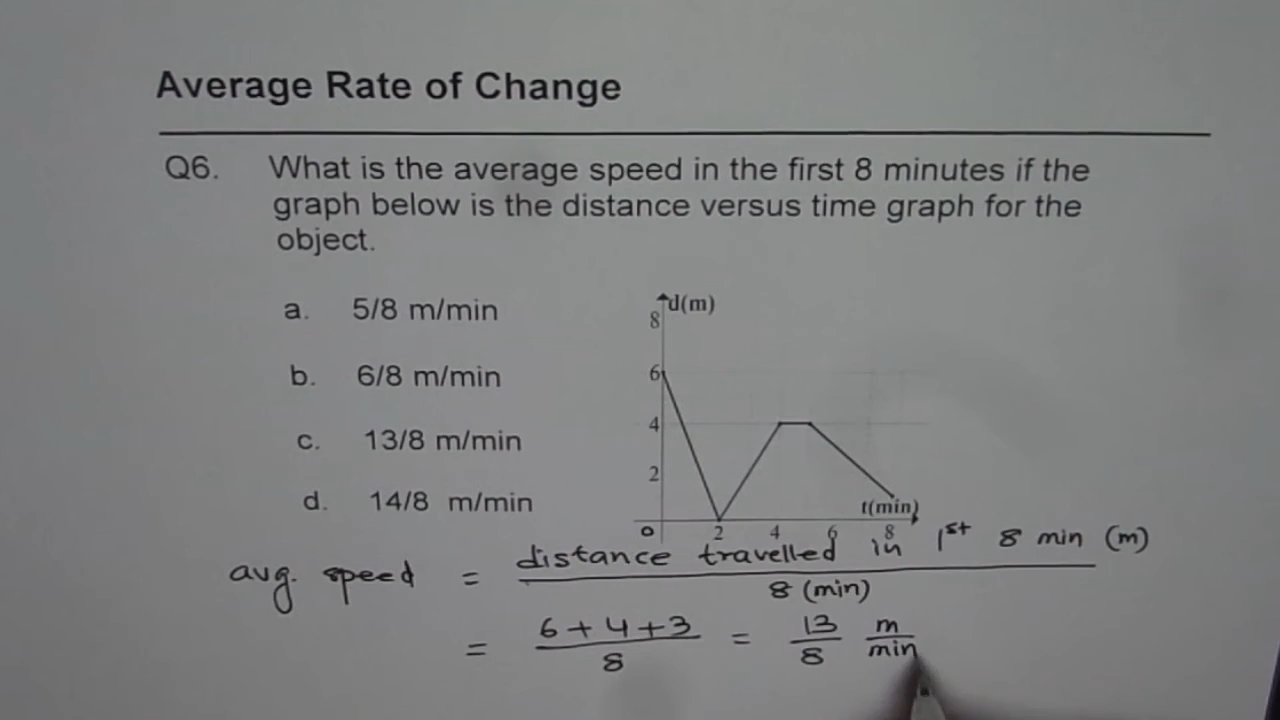 Average Rate of Change
Q6. What is the average speed in the first 8 minutes if the
graph below is the distance versus time graph for the
object.
a. 5/8 m/min
b. 6/8 m/min
c. 13/8 m/min
d. 14/8 m/min
d(m)
8
6
4
2
t(min)
0 2 4 6 8
avg. speed = distance travelled in 1st 8 min (m)
8 (min)
= 6 + 4 + 3 = 13 m
8 8 min